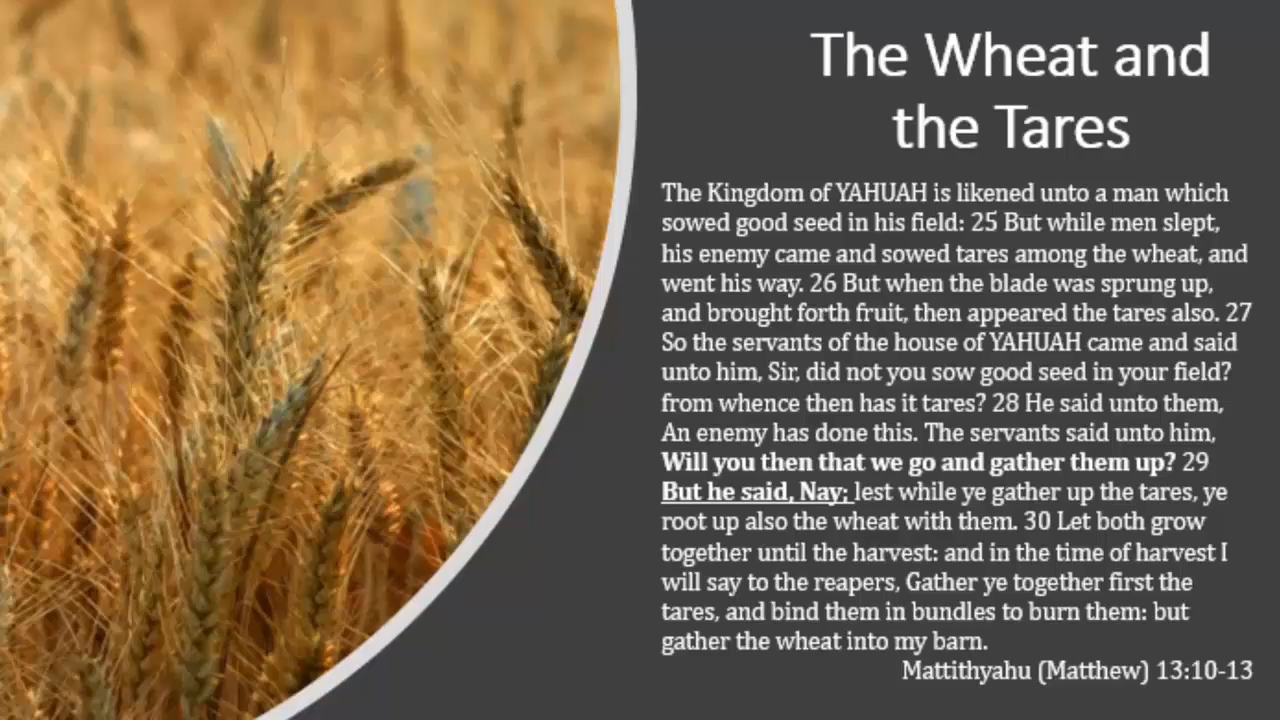 The Wheat and
the Tares
The Kingdom of YAHUAH is likened unto a man which
sowed good seed in his field: 25 But while men slept,
his enemy came and sowed tares among the wheat, and
went his way. 26 But when the blade was sprung up,
and brought forth fruit, then appeared the tares also. 27
So the servants of the house of YAHUAH came and said
unto him, Sir, did not you sow good seed in your field?
from whence then has it tares? 28 He said unto them,
An enemy has done this. The servants said unto him,
Will you then that we go and gather them up? 29
But he said, Nay; lest while ye gather up the tares, ye
root up also the wheat with them. 30 Let both grow
together until the harvest: and in the time of harvest I
will say to the reapers, Gather ye together first the
tares, and bind them in bundles to burn them: but
gather the wheat into my barn.
Mattithyahu (Matthew) 13:10-13